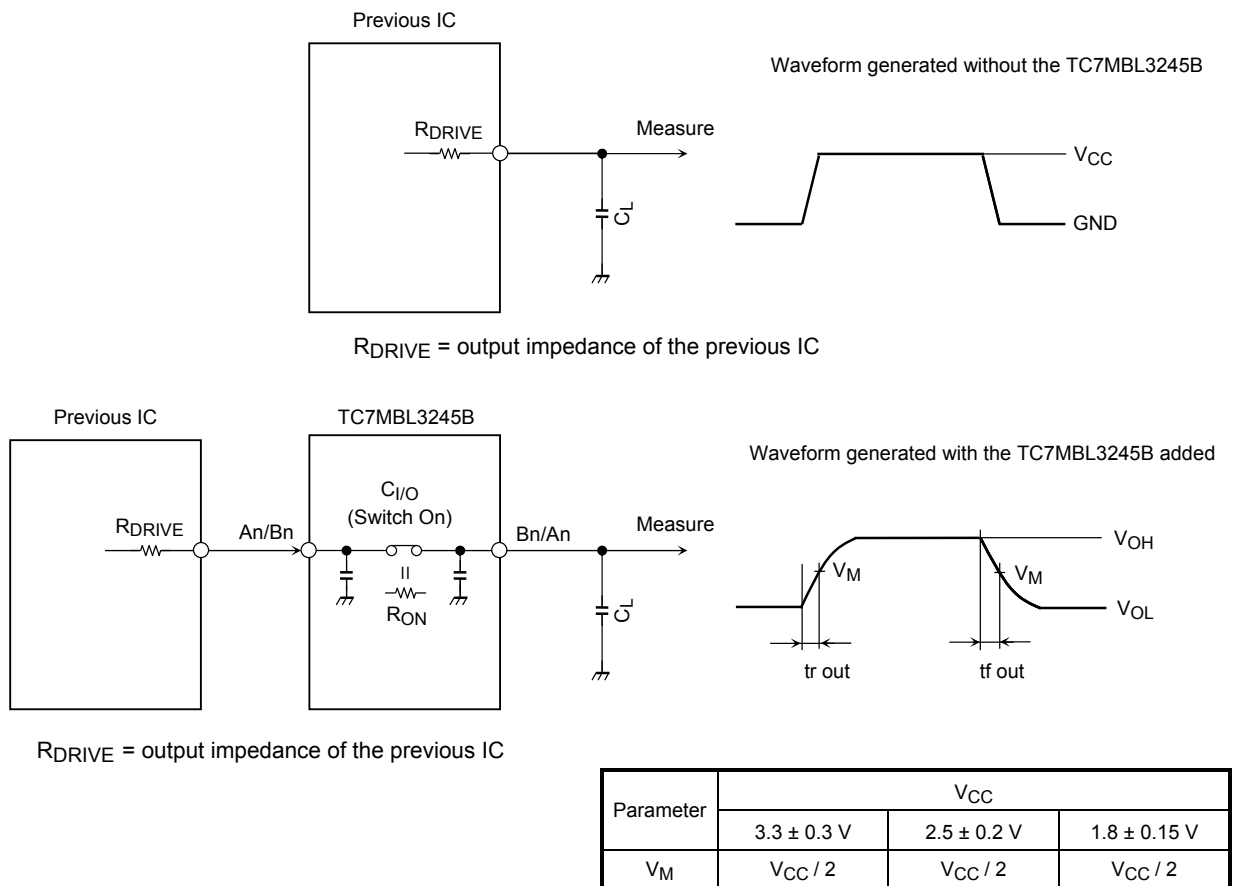 Previous IC
Waveform generated without the TC7MBL3245B
RDRIVE
Measure
VCC
CL
GND
RDRIVE = output impedance of the previous IC
Previous IC
TC7MBL3245B
Waveform generated with the TC7MBL3245B added
CI/O
(Switch On)
RDRIVE
An/Bn
Bn/An
Measure
VOH
VM
VM
RON
CL
VOL
tr out
tf out
RDRIVE = output impedance of the previous IC
Parameter
VCC
3.3 ± 0.3 V
2.5 ± 0.2 V
1.8 ± 0.15 V
VM
VCC / 2
VCC / 2
VCC / 2